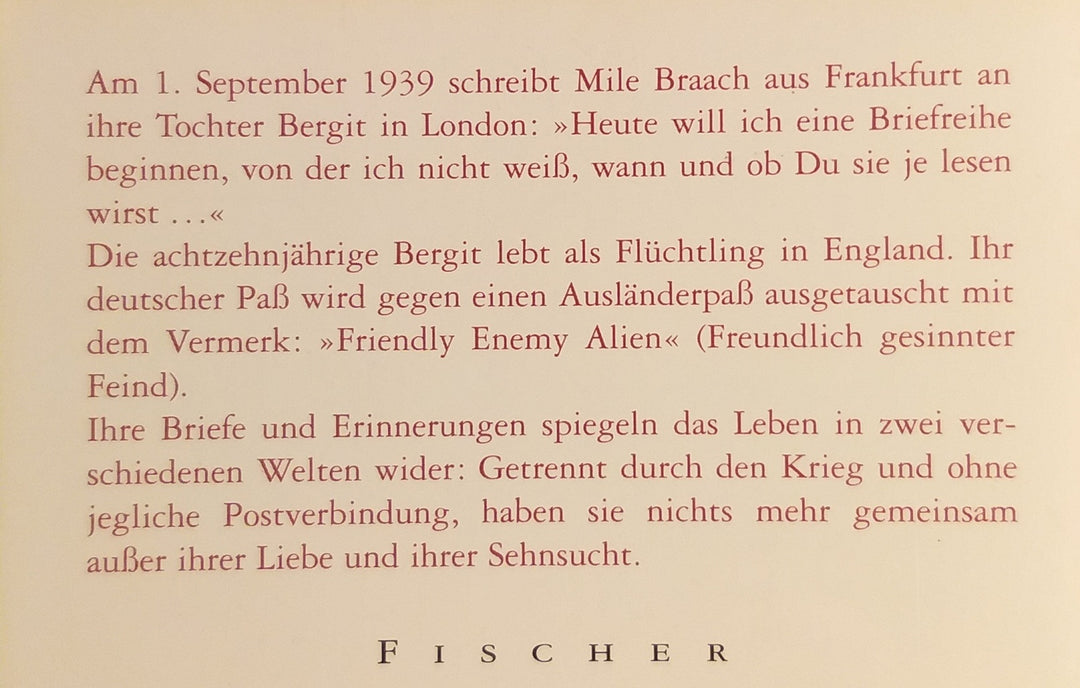 Am 1. September 1939 schreibt Mile Braach aus Frankfurt an
ihre Tochter Bergit in London: »Heute will ich eine Briefreihe
beginnen, von der ich nicht weiß, wann und ob Du sie je lesen
wirst ...«
Die achtzehnjährige Bergit lebt als Flüchtling in England. Ihr
deutscher Paß wird gegen einen Ausländerpaß ausgetauscht mit
dem Vermerk: »Friendly Enemy Alien« (Freundlich gesinnter
Feind).
Ihre Briefe und Erinnerungen spiegeln das Leben in zwei ver-
schiedenen Welten wider: Getrennt durch den Krieg und ohne
jegliche Postverbindung, haben sie nichts mehr gemeinsam
außer ihrer Liebe und ihrer Sehnsucht.
FISCHER